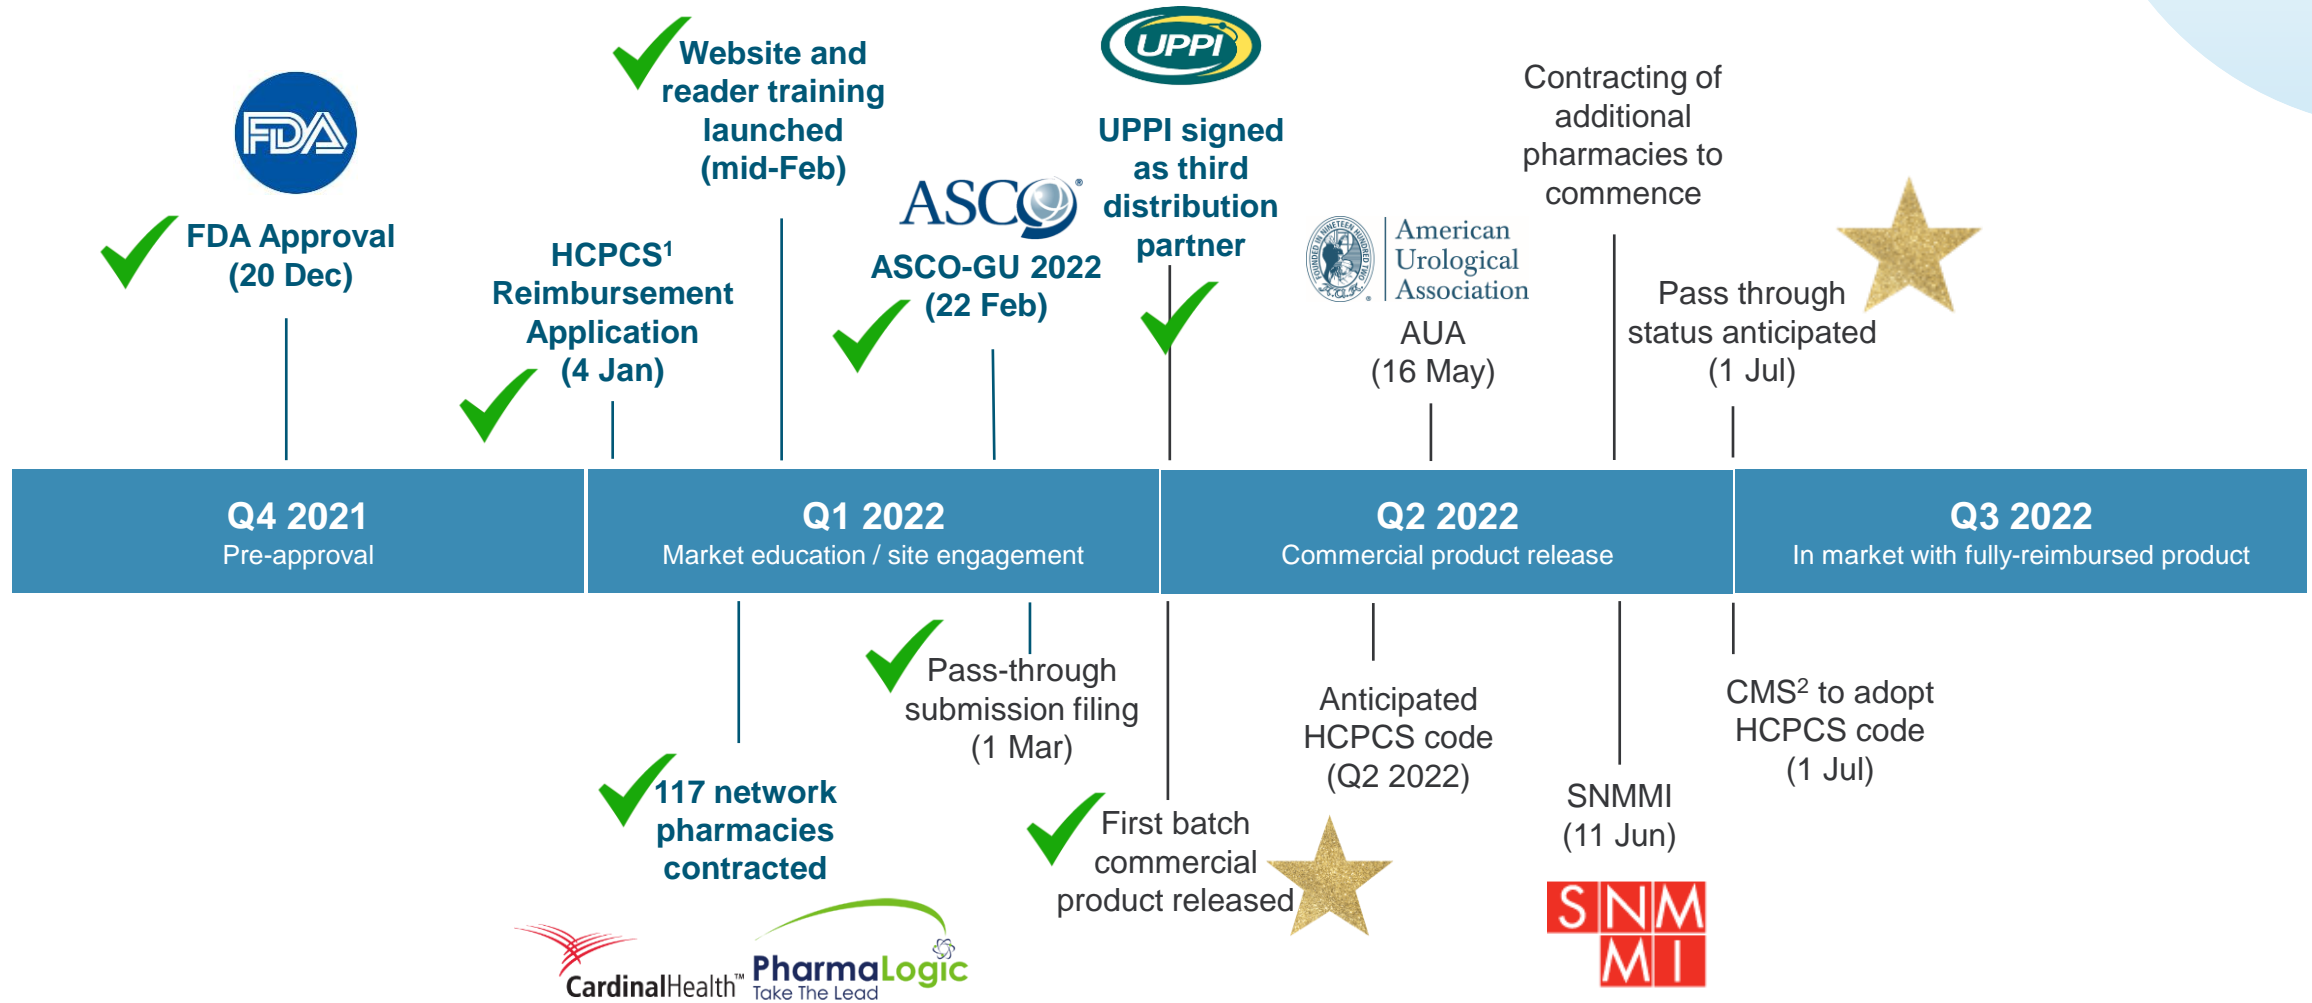 FDA
FDA Approval
(20 Dec)
HCPCS¹
Reimbursement
Application
(4 Jan)
Website and
reader training
launched
(mid-Feb)
ASCO®
ASCO-GU 2022
(22 Feb)
UPPI
UPPI signed
as third
distribution
partner
American
Urological
Association
AUA
(16 May)
Contracting of
additional
pharmacies to
commence
Pass through
status anticipated
(1 Jul)
Q4 2021
Pre-approval
Q1 2022
Market education / site engagement
Q2 2022
Commercial product release
Q3 2022
In market with fully-reimbursed product
117 network
pharmacies
contracted
CardinalHealth™
PharmaLogic
Take The Lead
Pass-through
submission filing
(1 Mar)
First batch
commercial
product released
Anticipated
HCPCS code
(Q2 2022)
SNMMI
(11 Jun)
SNM
MI
CMS² to adopt
HCPCS code
(1 Jul)